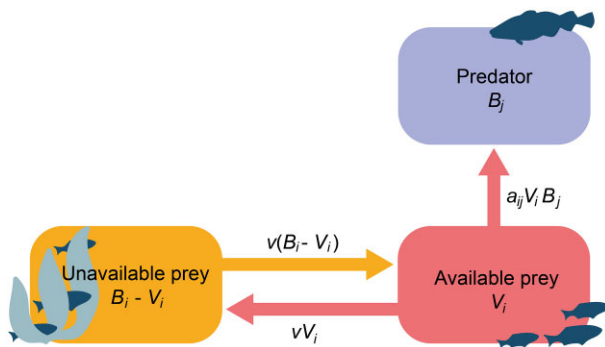 Predator
Bj
aijViBj
v(Bi- Vi)
Unavailable prey
Bi - Vi
Available prey
Vi
vVi